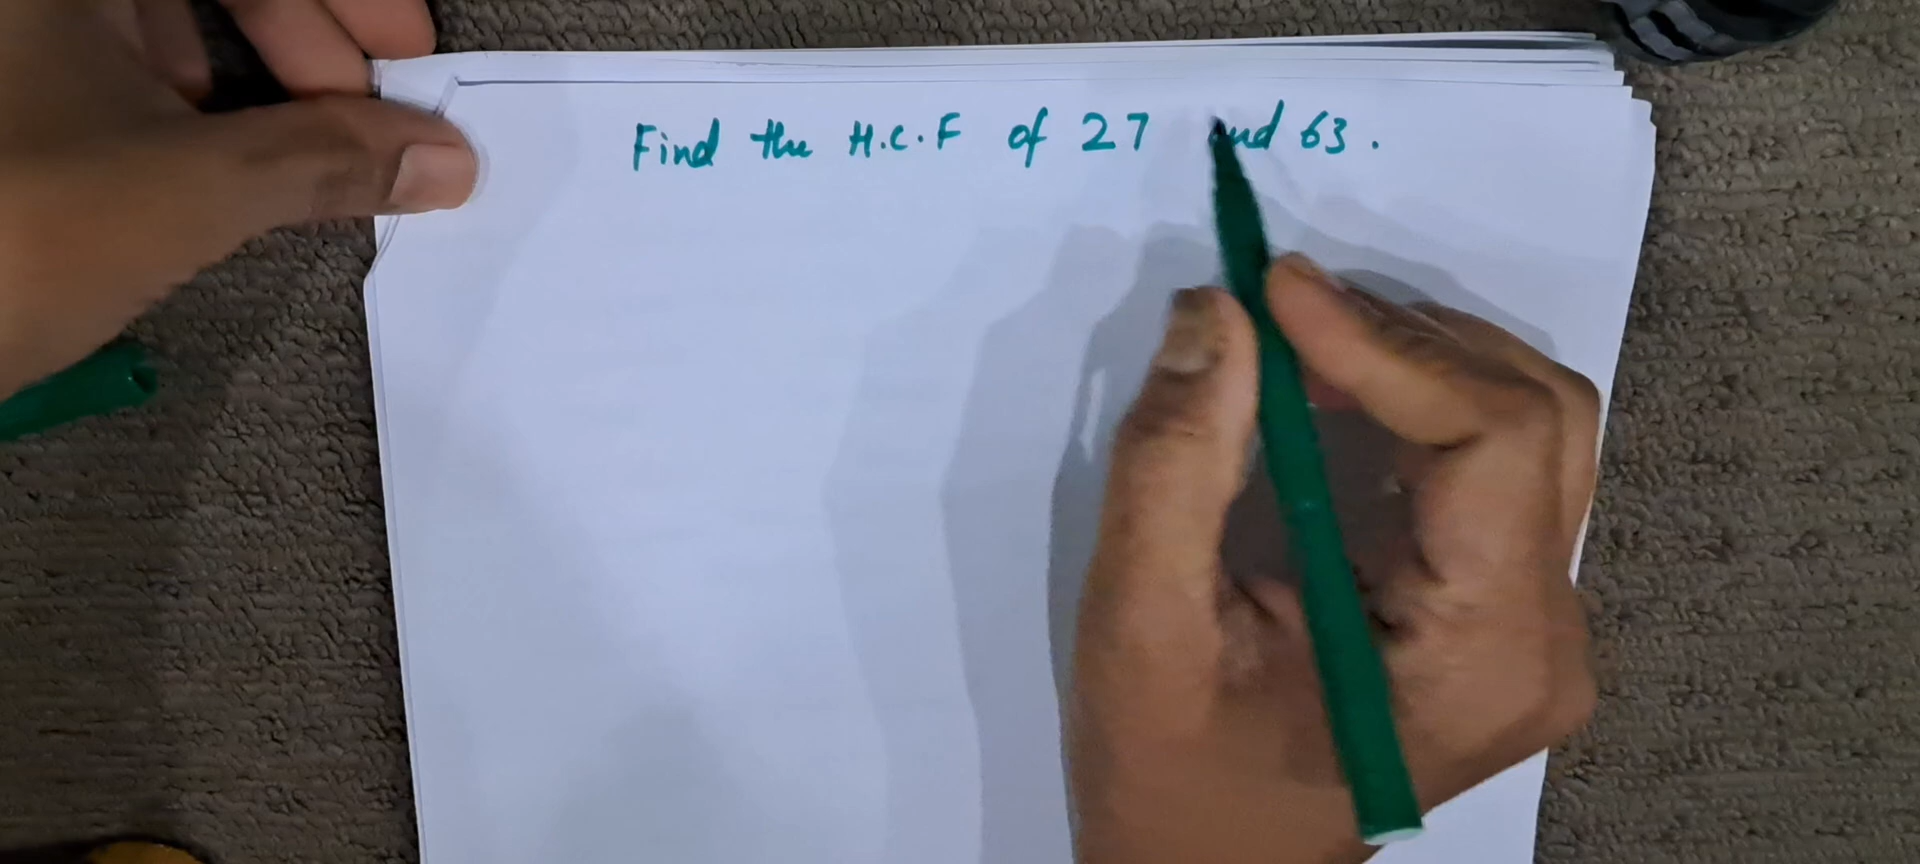 Find the H.C.F of 27 and 63.